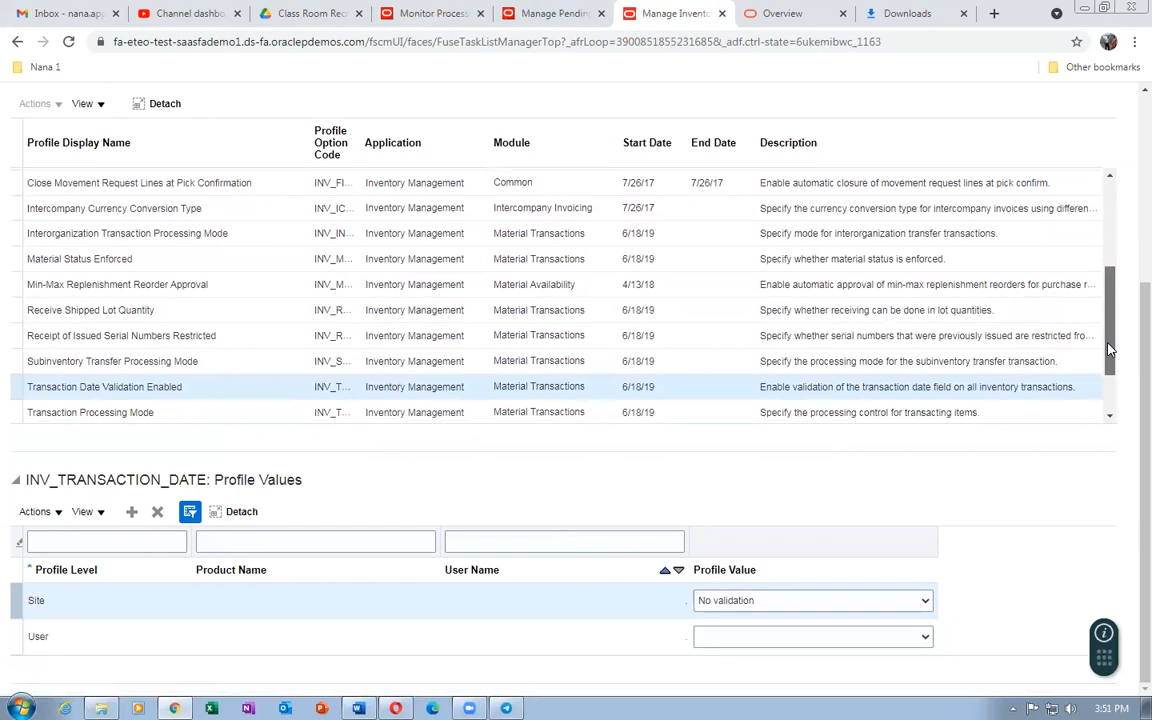 Inbox - nana.app
Channel dashbo
Class Room Rec
Monitor Process
Manage Pending
Manage Invento
Overview
Downloads
fa-eteo-test-saasfademo1.ds-fa.oraclepdemos.com/fscmUI/faces/FuseTaskListManagerTop?_afrLoop=3900851855231685&_adf.ctrl-state=6ukemibwc_1163
Nana 1
Other bookmarks
Actions View Detach
Profile Display Name Profile Option Code Application Module Start Date End Date Description
Close Movement Request Lines at Pick Confirmation INV_FI... Inventory Management Common 7/26/17 7/26/17 Enable automatic closure of movement request lines at pick confirm.
Intercompany Currency Conversion Type INV_IC... Inventory Management Intercompany Invoicing 7/26/17 Specify the currency conversion type for intercompany invoices using differen...
Interorganization Transaction Processing Mode INV_IN... Inventory Management Material Transactions 6/18/19 Specify mode for interorganization transfer transactions.
Material Status Enforced INV_M... Inventory Management Material Transactions 6/18/19 Specify whether material status is enforced.
Min-Max Replenishment Reorder Approval INV_M... Inventory Management Material Availability 4/13/18 Enable automatic approval of min-max replenishment reorders for purchase r...
Receive Shipped Lot Quantity INV_R... Inventory Management Material Transactions 6/18/19 Specify whether receiving can be done in lot quantities.
Receipt of Issued Serial Numbers Restricted INV_R... Inventory Management Material Transactions 6/18/19 Specify whether serial numbers that were previously issued are restricted fro...
Subinventory Transfer Processing Mode INV_S... Inventory Management Material Transactions 6/18/19 Specify the processing mode for the subinventory transfer transaction.
Transaction Date Validation Enabled INV_T... Inventory Management Material Transactions 6/18/19 Enable validation of the transaction date field on all inventory transactions.
Transaction Processing Mode INV_T... Inventory Management Material Transactions 6/18/19 Specify the processing control for transacting items.
INV_TRANSACTION_DATE: Profile Values
Actions View Detach
* Profile Level Product Name User Name Profile Value
Site No validation
User
3:51 PM